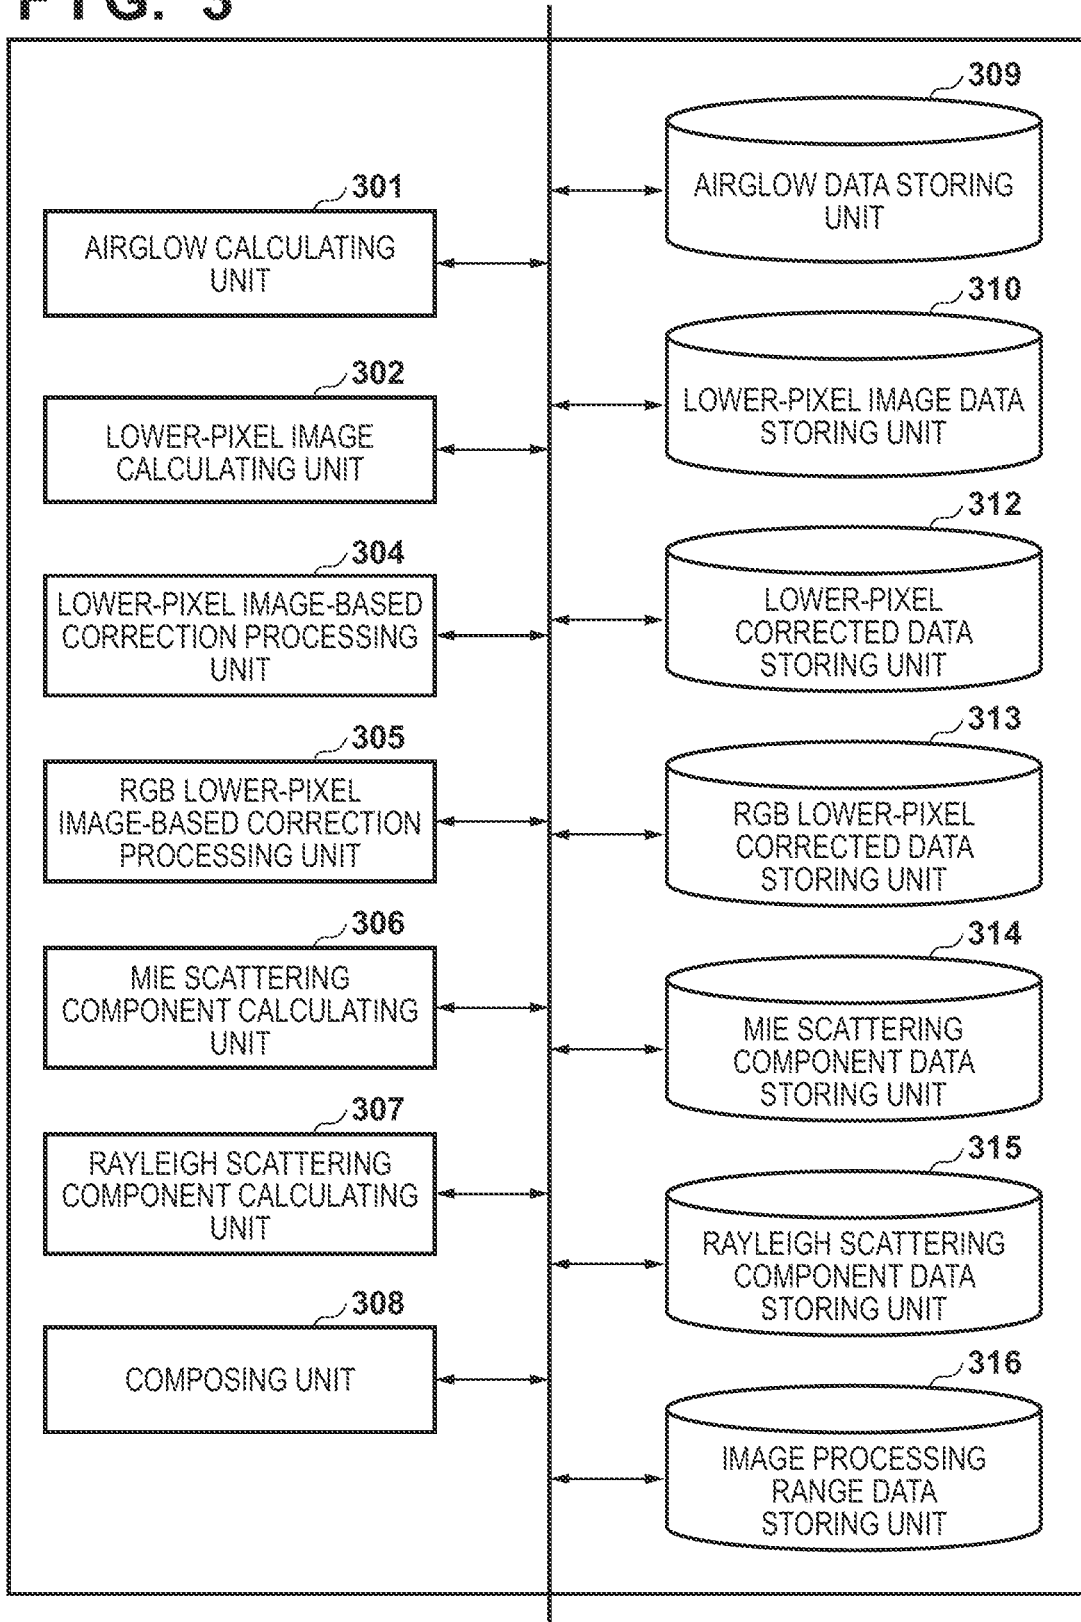 FIG. 3
301
AIRGLOW CALCULATING
UNIT
302
LOWER-PIXEL IMAGE
CALCULATING UNIT
304
LOWER-PIXEL IMAGE-BASED
CORRECTION PROCESSING
UNIT
305
RGB LOWER-PIXEL
IMAGE-BASED CORRECTION
PROCESSING UNIT
306
MIE SCATTERING
COMPONENT CALCULATING
UNIT
307
RAYLEIGH SCATTERING
COMPONENT CALCULATING
UNIT
308
COMPOSING UNIT
309
AIRGLOW DATA STORING
UNIT
310
LOWER-PIXEL IMAGE DATA
STORING UNIT
312
LOWER-PIXEL
CORRECTED DATA
STORING UNIT
313
RGB LOWER-PIXEL
CORRECTED DATA
STORING UNIT
314
MIE SCATTERING
COMPONENT DATA
STORING UNIT
315
RAYLEIGH SCATTERING
COMPONENT DATA
STORING UNIT
316
IMAGE PROCESSING
RANGE DATA
STORING UNIT